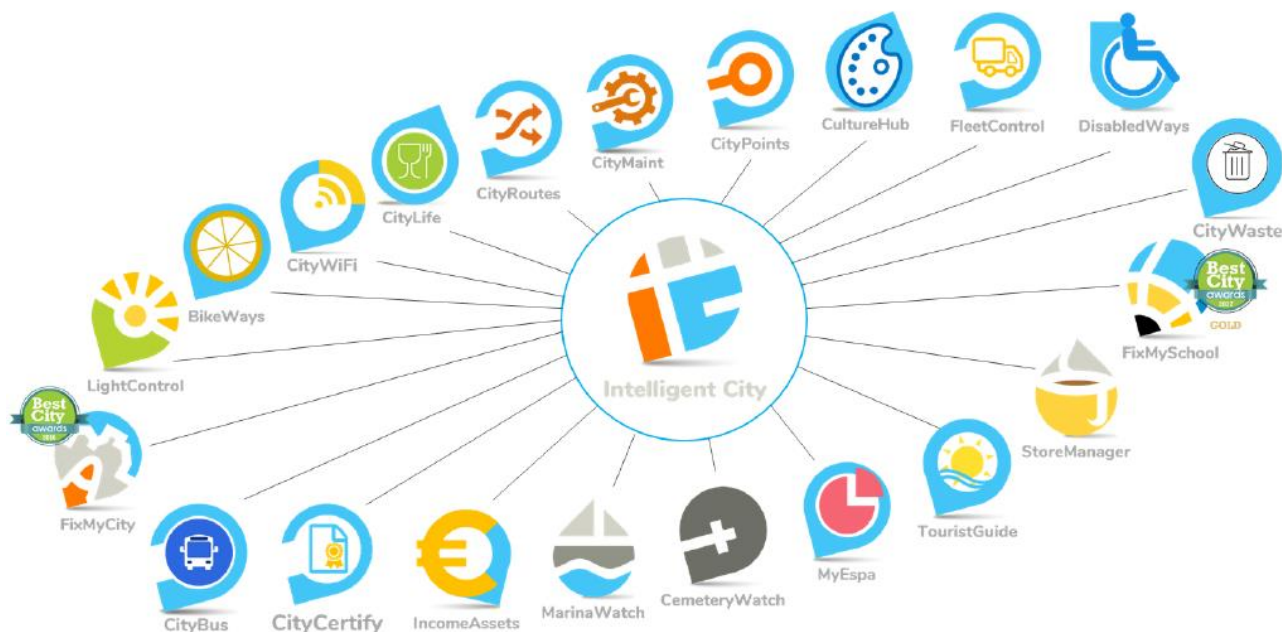 CultureHub
FleetControl
DisabledWays
CityPoints
CityMaint
CityRoutes
CityLife
CityWaste
CityWiFi
BikeWays
Best
City
awards
2017
GOLD
FixMySchool
LightControl
Intelligent City
Best
City
awards
FixMyCity
StoreManager
TouristGuide
MyEspa
CemeteryWatch
MarinaWatch
IncomeAssets
CityCertify
CityBus